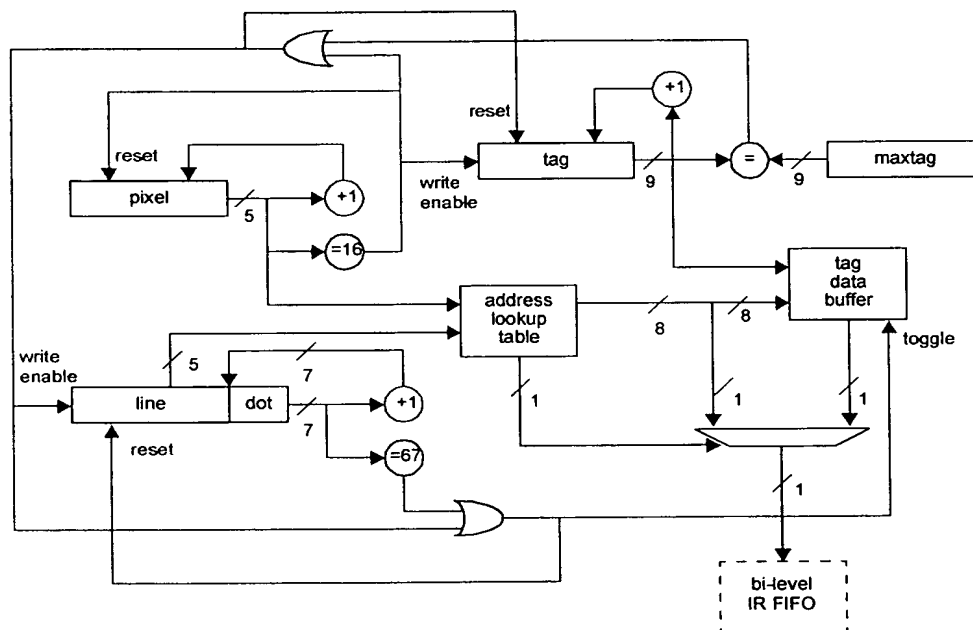 reset
+1
reset
tag
=
maxtag
9
9
write
enable
reset
+1
pixel
5
=16
address
lookup
table
tag
data
buffer
8
8
toggle
5
7
write
enable
line
dot
+1
7
1
1
1
reset
=67
1
bi-level
IR FIFO